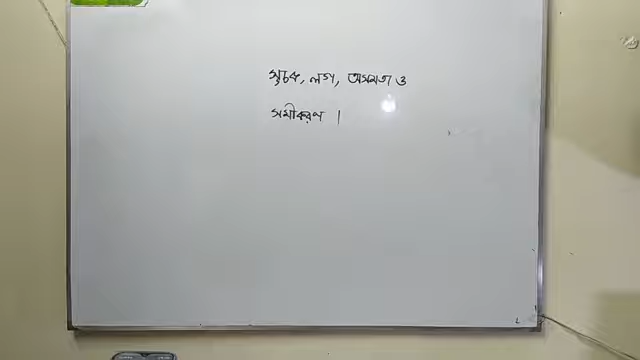 সূচক, লগ, অসমতা ও
সমীকরণ ।